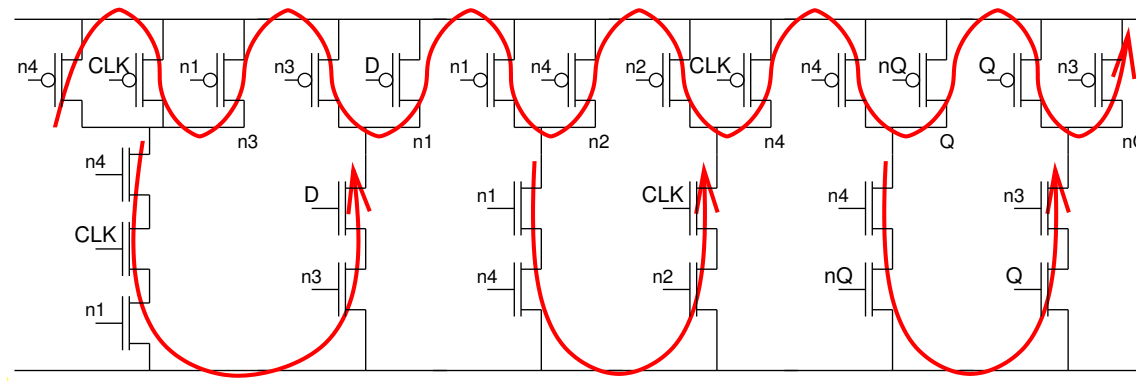 n4 CLK n1 n3 D n1 n4 n2 CLK n4 nQ Q n3
n3 n1 n2 n4 Q nQ
n4
D n1 CLK n4 n3
CLK
n3 n4 n2 nQ Q
n1